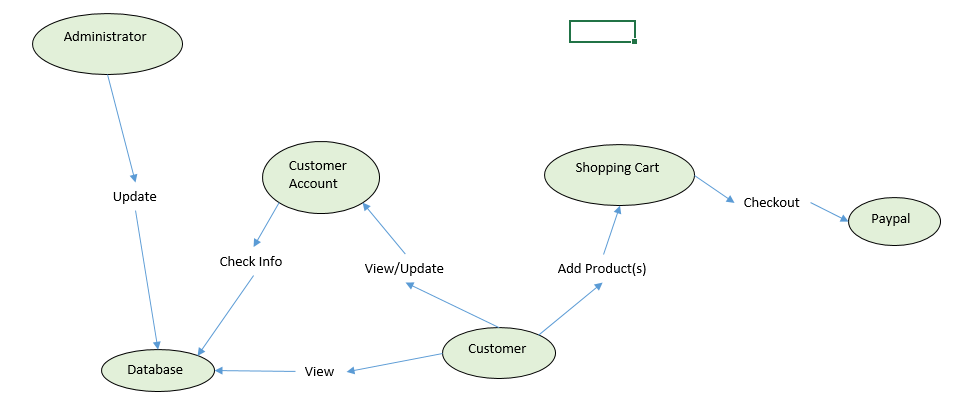 Administrator
Update
Customer
Account
Check Info
View/Update
Shopping Cart
Add Product(s)
Checkout
Paypal
Customer
View
Database